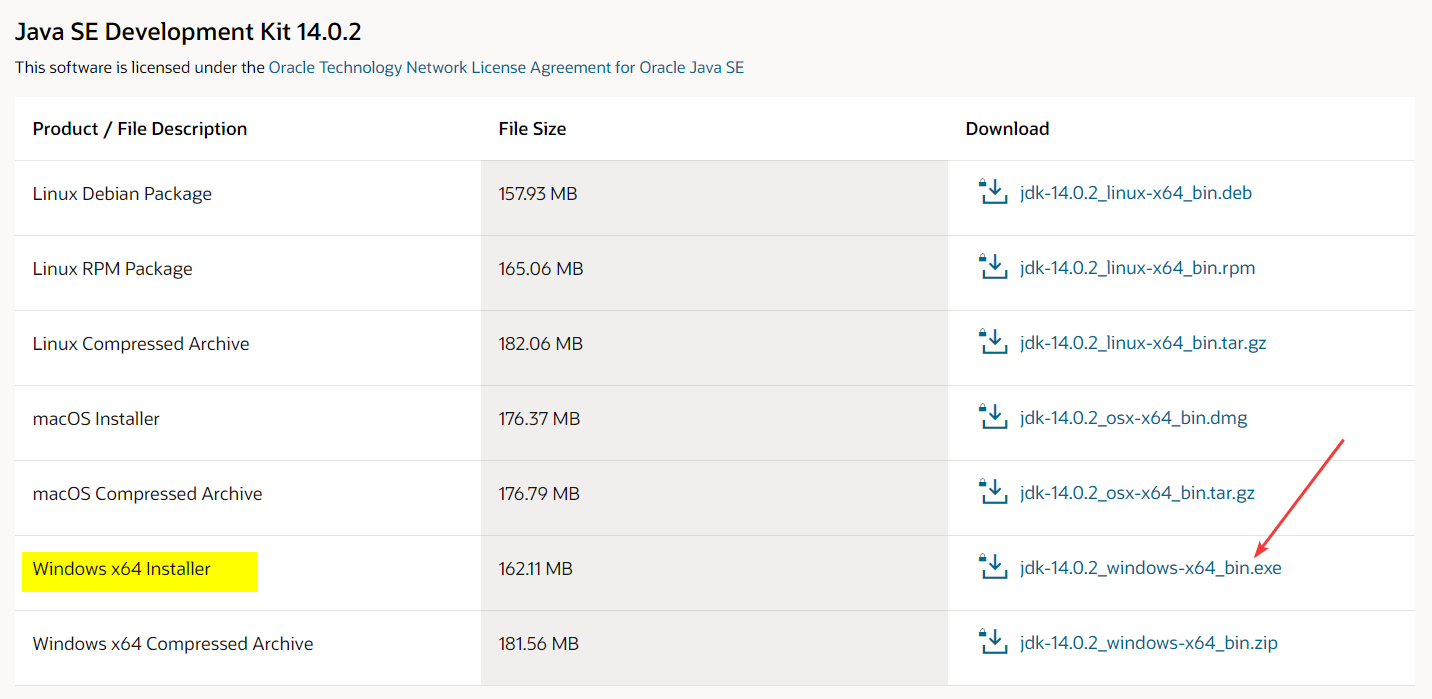 Java SE Development Kit 14.0.2
This software is licensed under the Oracle Technology Network License Agreement for Oracle Java SE
Product / File Description File Size Download
Linux Debian Package 157.93 MB jdk-14.0.2_linux-x64_bin.deb
Linux RPM Package 165.06 MB jdk-14.0.2_linux-x64_bin.rpm
Linux Compressed Archive 182.06 MB jdk-14.0.2_linux-x64_bin.tar.gz
macOS Installer 176.37 MB jdk-14.0.2_osx-x64_bin.dmg
macOS Compressed Archive 176.79 MB jdk-14.0.2_osx-x64_bin.tar.gz
Windows x64 Installer 162.11 MB jdk-14.0.2_windows-x64_bin.exe
Windows x64 Compressed Archive 181.56 MB jdk-14.0.2_windows-x64_bin.zip